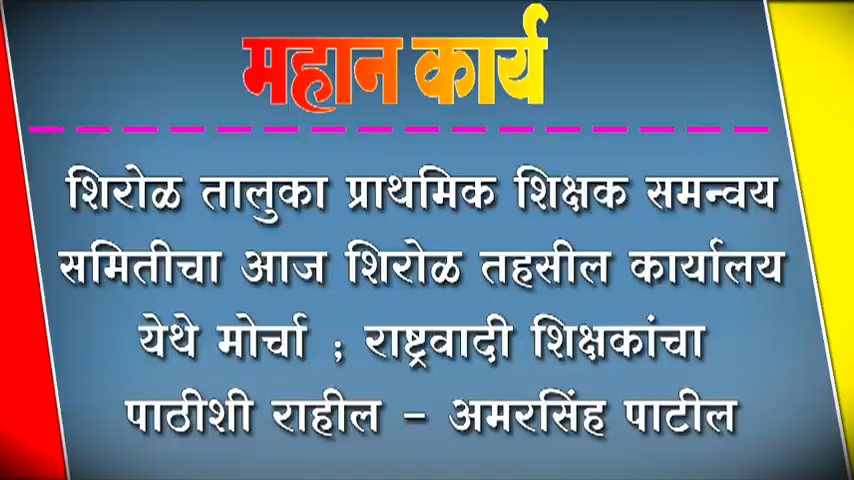 महान कार्य
शिरोळ तालुका प्राथमिक शिक्षक समन्वय
समितीचा आज शिरोळ तहसील कार्यालय
येथे मोर्चा ; राष्ट्रवादी शिक्षकांचा
पाठीशी राहील - अमरसिंह पाटील